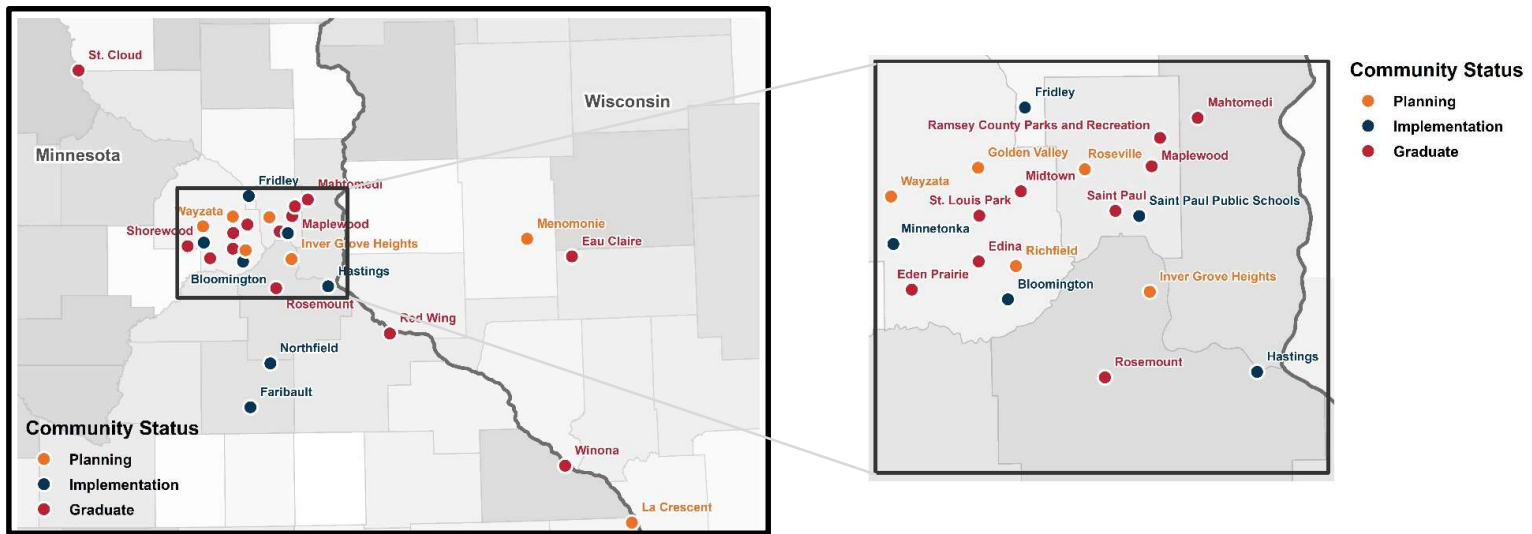 St. Cloud
Wisconsin
Minnesota
Fridley
Mahtomedi
Wayzata
Shorewood
Maplewood
Menomonie
Eau Claire
Inver Grove Heights
Bloomington
Hastings
Rosemount
Red Wing
Northfield
Faribault
Winona
La Crescent
Community Status
Planning
Implementation
Graduate
Fridley
Mahtomedi
Ramsey County Parks and Recreation
Golden Valley
Roseville
Maplewood
Midtown
Wayzata
St. Louis Park
Saint Paul
Saint Paul Public Schools
Minnetonka
Edina
Richfield
Eden Prairie
Bloomington
Inver Grove Heights
Rosemount
Hastings
Community Status
Planning
Implementation
Graduate